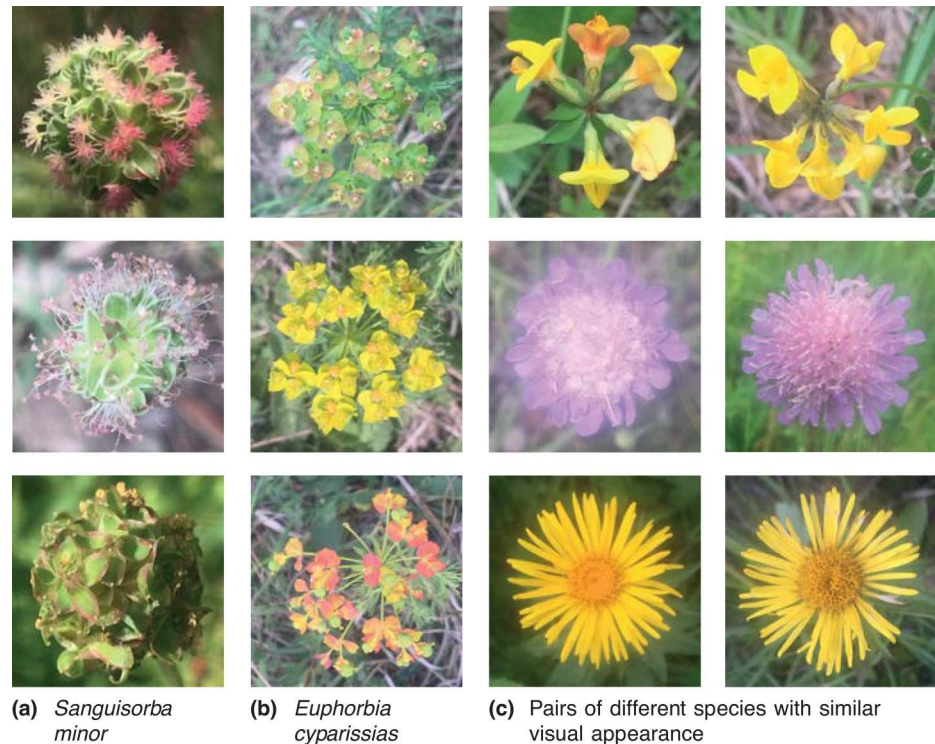 (a) Sanguisorba
minor
(b) Euphorbia
cyparissias
(c) Pairs of different species with similar
visual appearance